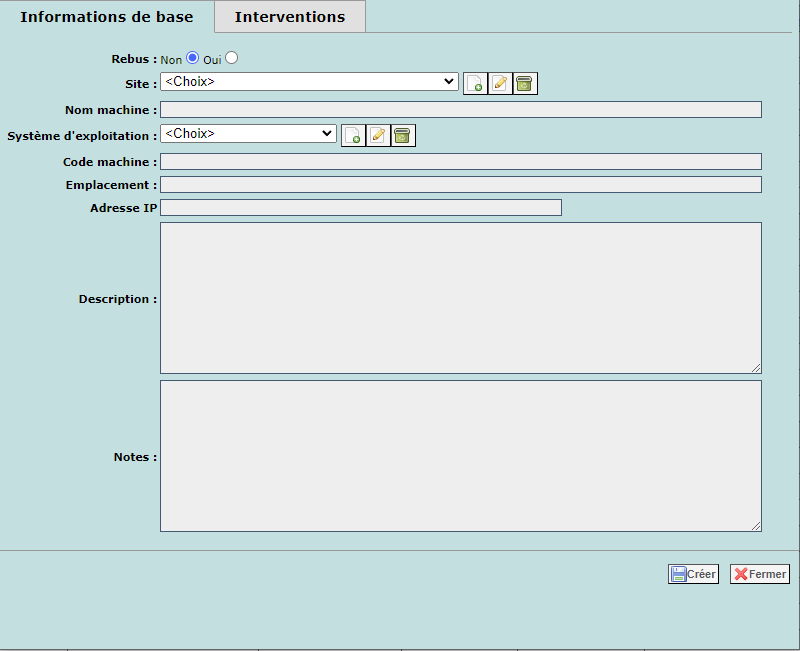 Informations de base Interventions
Rebus : Non Oui
Site : <Choix>
Nom machine :
Système d'exploitation : <Choix>
Code machine :
Emplacement :
Adresse IP
Description :
Notes :
Créer Fermer